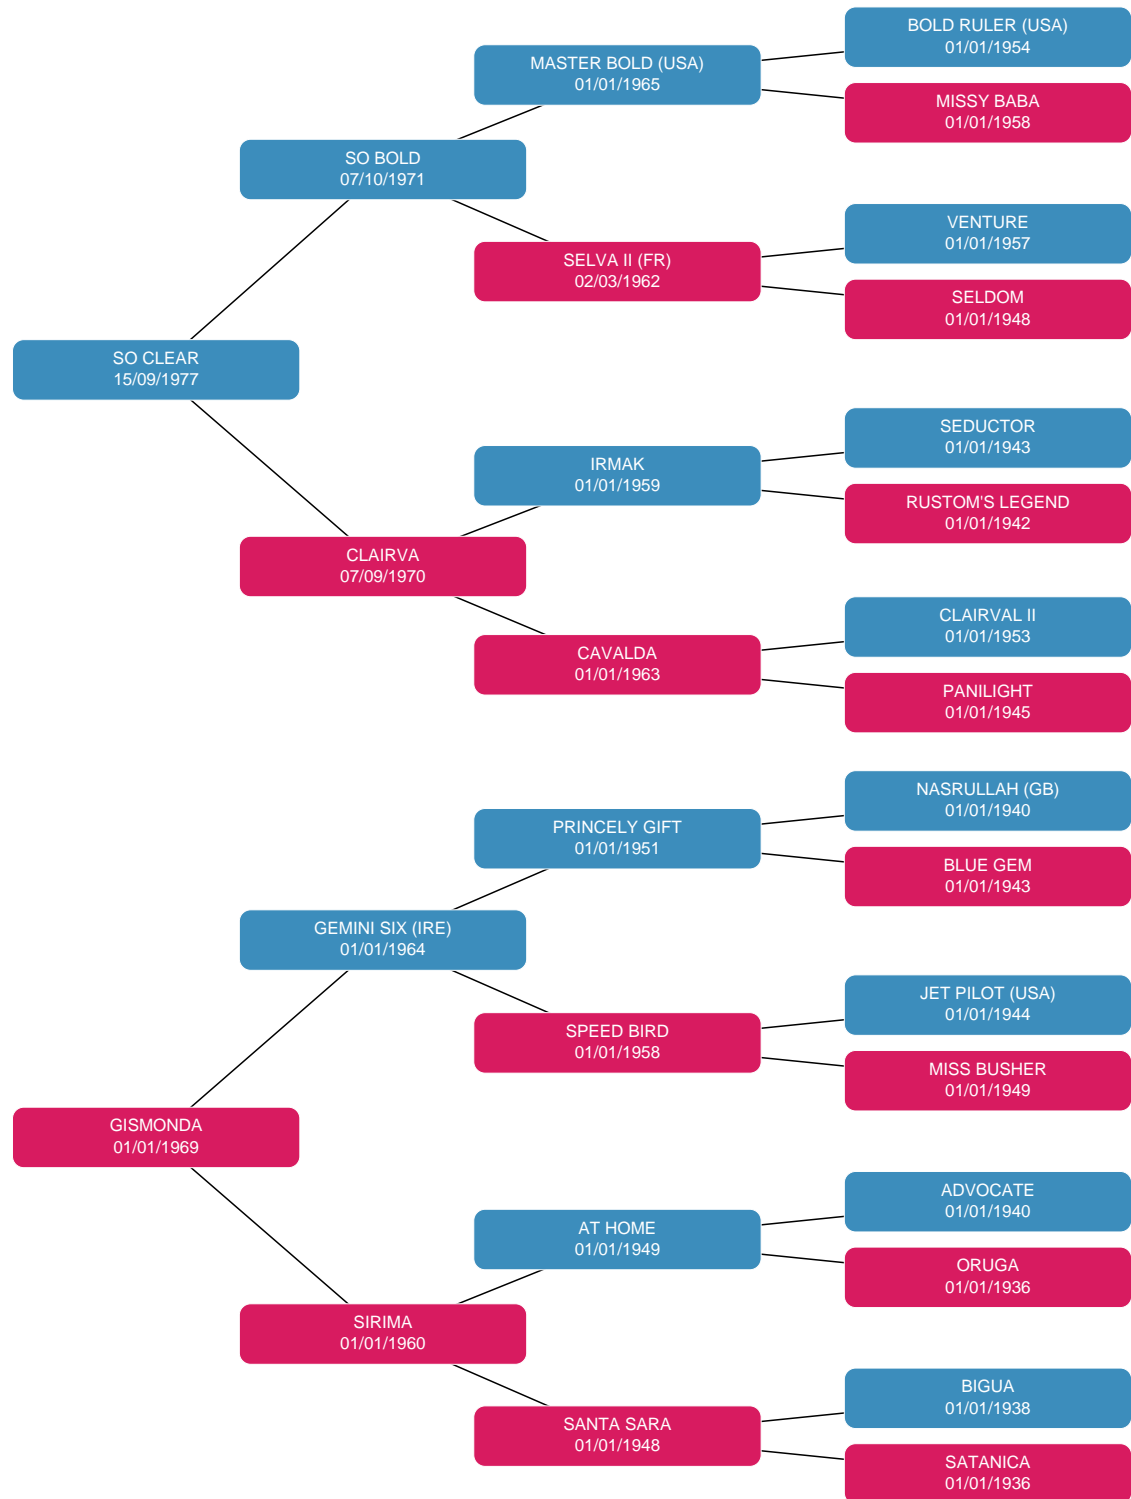 BOLD RULER (USA)
01/01/1954
MASTER BOLD (USA)
01/01/1965
MISSY BABA
01/01/1958
SO BOLD
07/10/1971
VENTURE
01/01/1957
SELVA II (FR)
02/03/1962
SELDOM
01/01/1948
SO CLEAR
15/09/1977
SEDUCTOR
01/01/1943
IRMAK
01/01/1959
RUSTOM'S LEGEND
01/01/1942
CLAIRVA
07/09/1970
CLAIRVAL II
01/01/1953
CAVALDA
01/01/1963
PANILIGHT
01/01/1945
NASRULLAH (GB)
01/01/1940
PRINCELY GIFT
01/01/1951
BLUE GEM
01/01/1943
GEMINI SIX (IRE)
01/01/1964
JET PILOT (USA)
01/01/1944
SPEED BIRD
01/01/1958
MISS BUSHER
01/01/1949
GISMONDA
01/01/1969
ADVOCATE
01/01/1940
AT HOME
01/01/1949
ORUGA
01/01/1936
SIRIMA
01/01/1960
BIGUA
01/01/1938
SANTA SARA
01/01/1948
SATANICA
01/01/1936